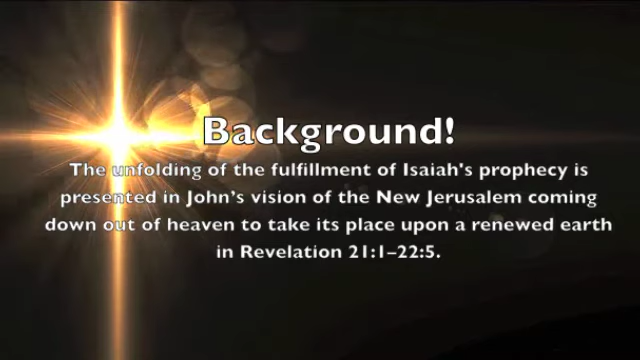 Background!
The unfolding of the fulfillment of Isaiah's prophecy is
presented in John’s vision of the New Jerusalem coming
down out of heaven to take its place upon a renewed earth
in Revelation 21:1–22:5.